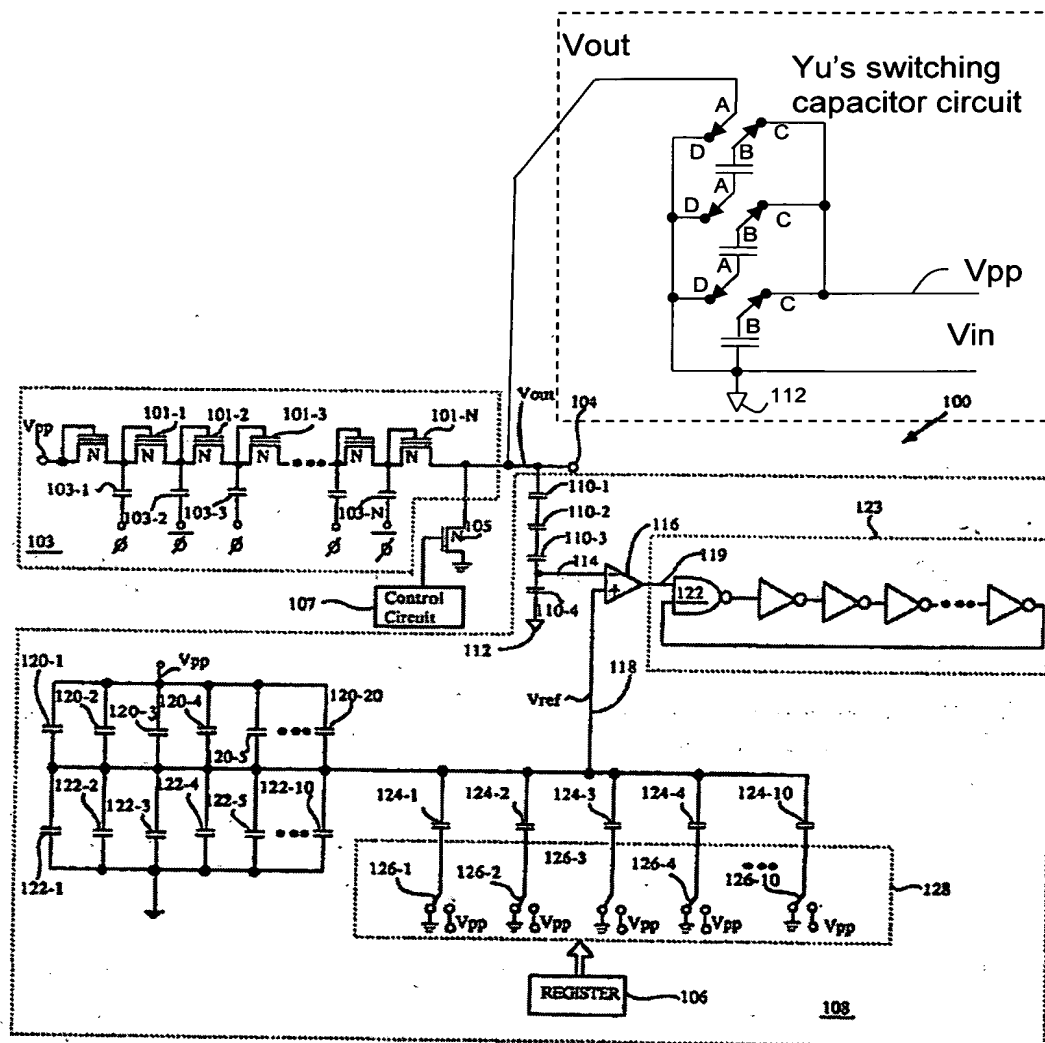 Vout
Yu's switching
capacitor circuit
A
C
D
B
A
C
D
B
A
C
D
B
Vpp
Vin
112
100
Vout
104
101-1
101-2
101-3
101-N
Vpp
N
N
N
N
N
N
103-1
103-2
103-3
103-N
103
ø
ø
ø
ø
ø
105
N
107
Control
Circuit
110-1
110-2
110-3
110-4
114
116
119
123
122
112
Vref
118
120-1
Vpp
120-2
120-3
120-4
120-5
120-20
122-1
122-2
122-3
122-4
122-5
122-10
124-1
124-2
124-3
124-4
124-10
126-1
126-2
126-3
126-4
126-10
128
Vpp
Vpp
Vpp
Vpp
Vpp
REGISTER
106
108